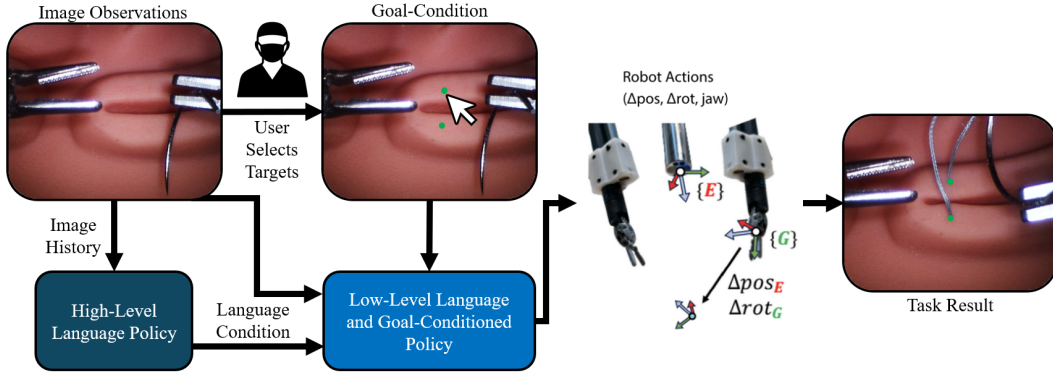 Image Observations
Goal-Condition
User
Selects
Targets
Image
History
High-Level
Language Policy
Language
Condition
Low-Level Language
and Goal-Conditioned
Policy
Robot Actions
(Δpos, Δrot, jaw)
{E}
{G}
Δpos_E
Δrot_G
Task Result